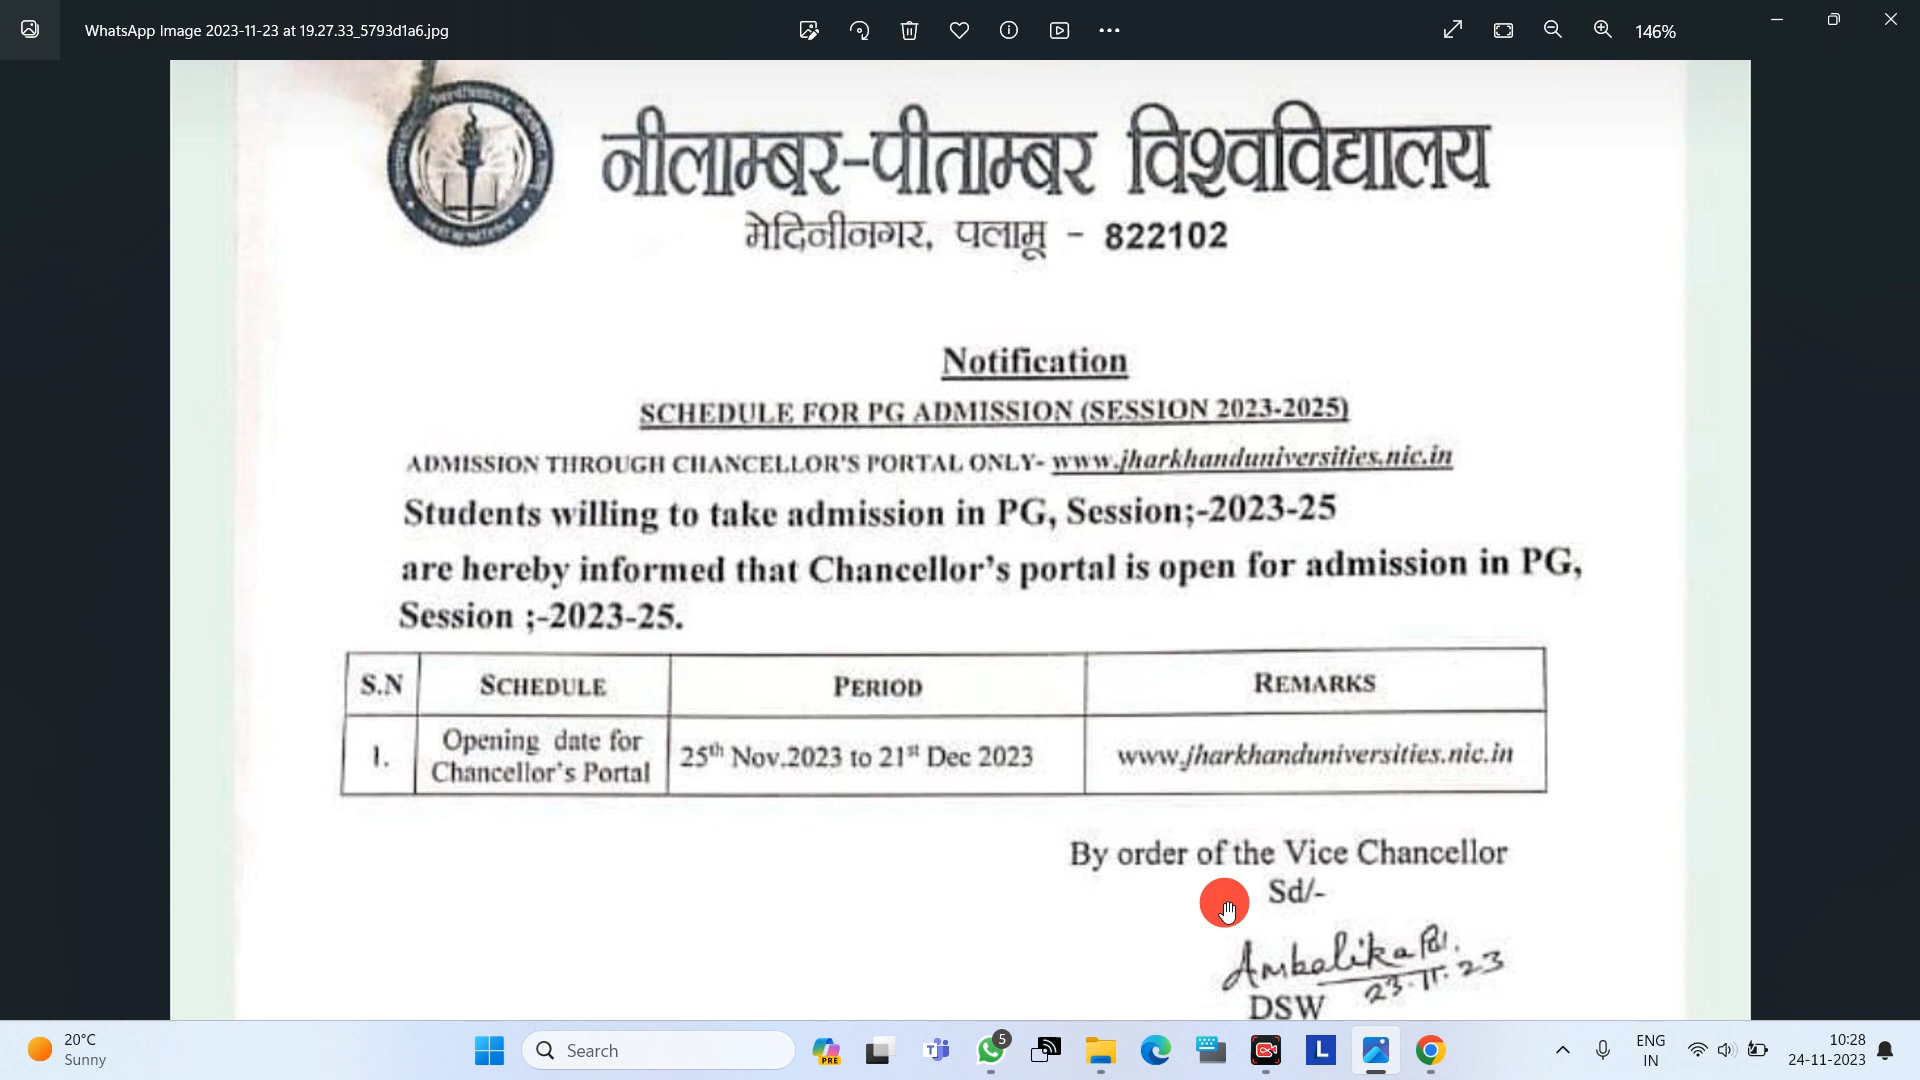 WhatsApp Image 2023-11-23 at 19.27.33_5793d1a6.jpg
146%
नीलाम्बर-पीताम्बर विश्वविद्यालय
मेदिनीनगर, पलामू - 822102
Notification
SCHEDULE FOR PG ADMISSION (SESSION 2023-2025)
ADMISSION THROUGH CHANCELLOR'S PORTAL ONLY- www.jharkhanduniversities.nic.in
Students willing to take admission in PG, Session;-2023-25
are hereby informed that Chancellor's portal is open for admission in PG,
Session ;-2023-25.
S.N SCHEDULE PERIOD REMARKS
1. Opening date for Chancellor's Portal 25th Nov.2023 to 21st Dec 2023 www.jharkhanduniversities.nic.in
By order of the Vice Chancellor
Sd/-
Ambalika
23.11.23
DSW
20°C
Sunny
Search
PRE
5
L
ENG
IN
10:28
24-11-2023